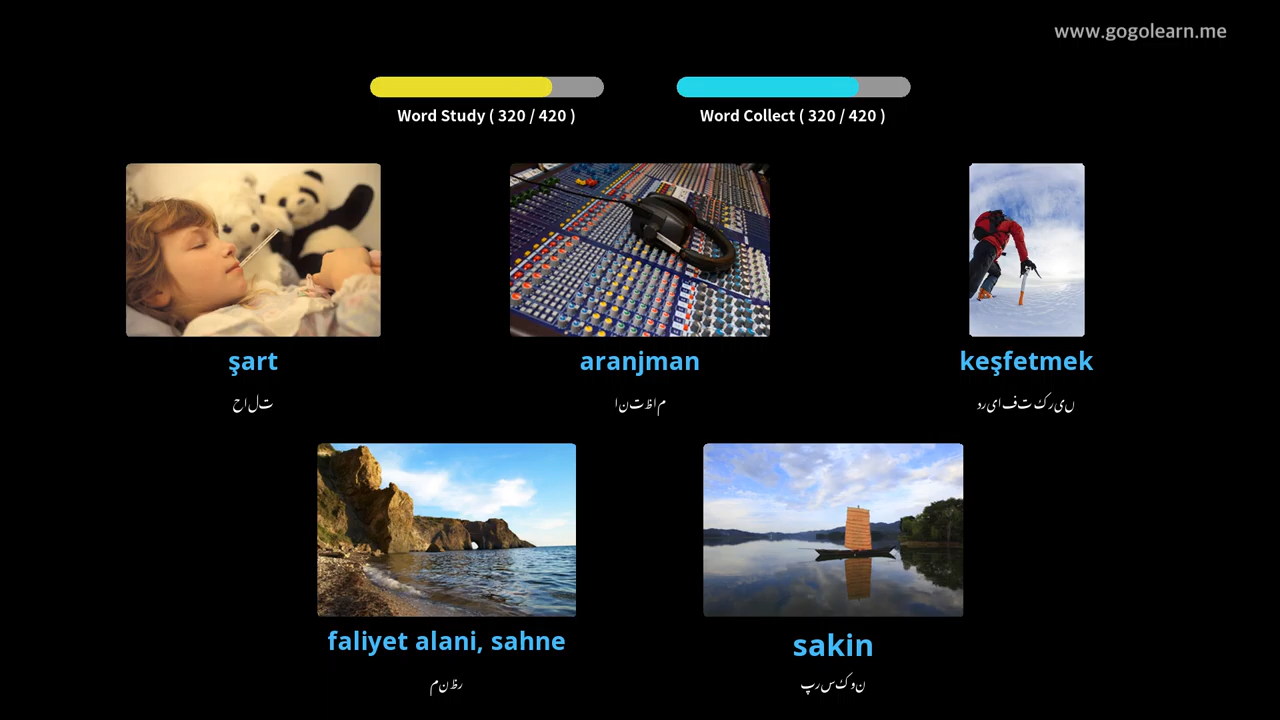 www.gogolearn.me
Word Study ( 320 / 420 )
Word Collect ( 320 / 420 )
şart
aranjman
keşfetmek
حالت
انتظام
دریافت کریں
faliyet alani, sahne
sakin
منظر
پرسکون